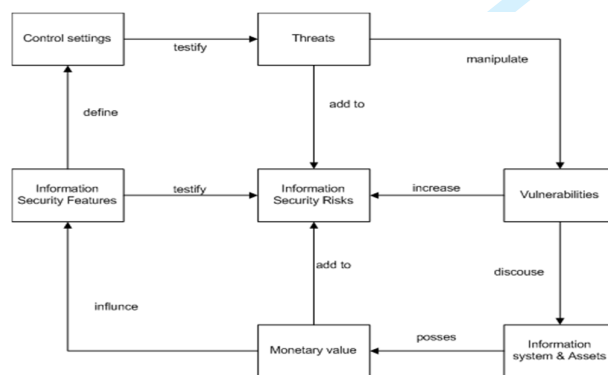 Control settings
testify
Threats
manipulate
define
add to
Information
Security Features
testify
Information
Security Risks
increase
Vulnerabilities
influnce
add to
discouse
Monetary value
posses
Information
system & Assets